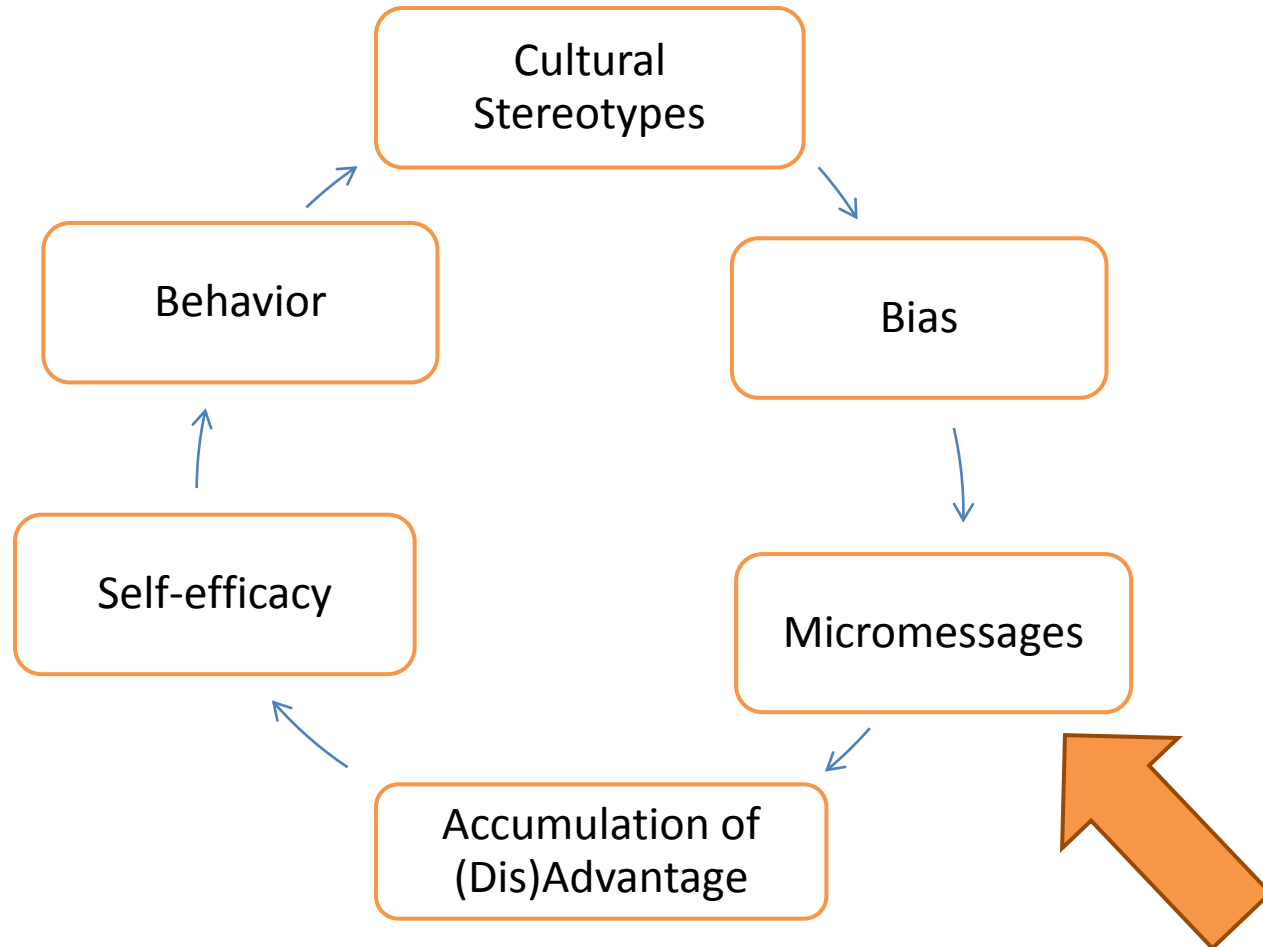 Cultural
Stereotypes
Bias
Micromessages
Accumulation of
(Dis)Advantage
Self-efficacy
Behavior